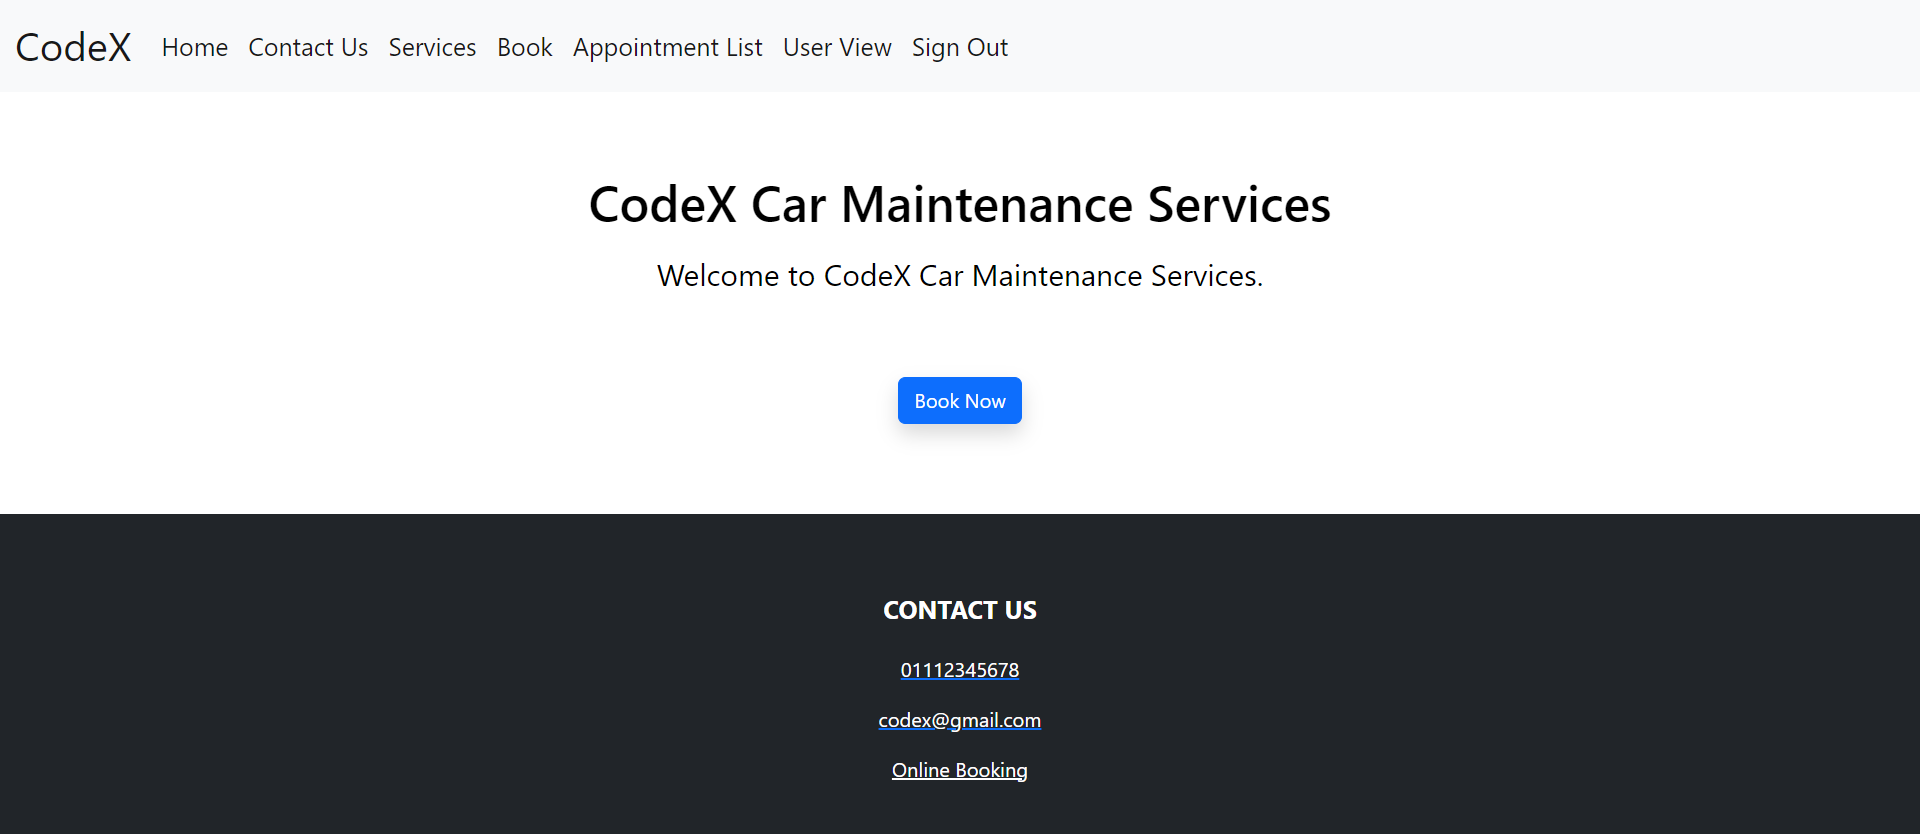 CodeX Home Contact Us Services Book Appointment List User View Sign Out
CodeX Car Maintenance Services
Welcome to CodeX Car Maintenance Services.
Book Now
CONTACT US
01112345678
codex@gmail.com
Online Booking